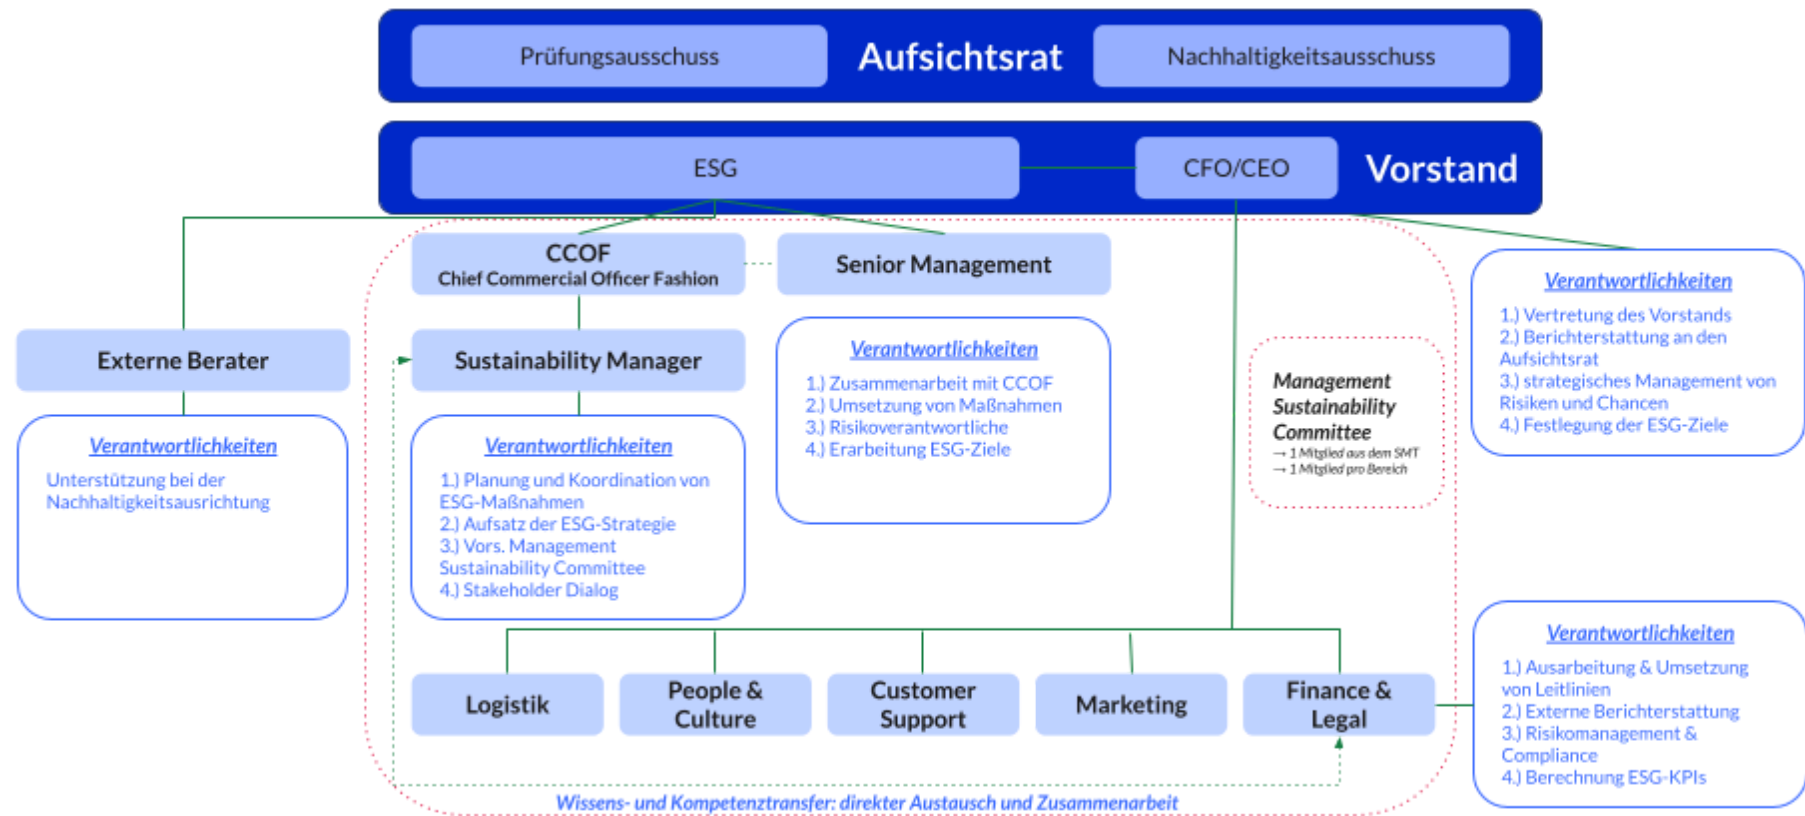 Prüfungsausschuss
Aufsichtsrat
Nachhaltigkeitsausschuss
ESG
CFO/CEO
Vorstand
CCOF
Chief Commercial Officer Fashion
Senior Management
Externe Berater
Sustainability Manager
Verantwortlichkeiten
Unterstützung bei der
Nachhaltigkeitsausrichtung
Verantwortlichkeiten
1.) Planung und Koordination von
ESG-Maßnahmen
2.) Aufsatz der ESG-Strategie
3.) Vors. Management
Sustainability Committee
4.) Stakeholder Dialog
Verantwortlichkeiten
1.) Zusammenarbeit mit CCOF
2.) Umsetzung von Maßnahmen
3.) Risikoverantwortliche
4.) Erarbeitung ESG-Ziele
Management
Sustainability
Committee
→ 1 Mitglied aus dem SMT
→ 1 Mitglied pro Bereich
Verantwortlichkeiten
1.) Vertretung des Vorstands
2.) Berichterstattung an den
Aufsichtsrat
3.) strategisches Management von
Risiken und Chancen
4.) Festlegung der ESG-Ziele
Logistik
People &
Culture
Customer
Support
Marketing
Finance &
Legal
Verantwortlichkeiten
1.) Ausarbeitung & Umsetzung
von Leitlinien
2.) Externe Berichterstattung
3.) Risikomanagement &
Compliance
4.) Berechnung ESG-KPIs
Wissens- und Kompetenztransfer: direkter Austausch und Zusammenarbeit